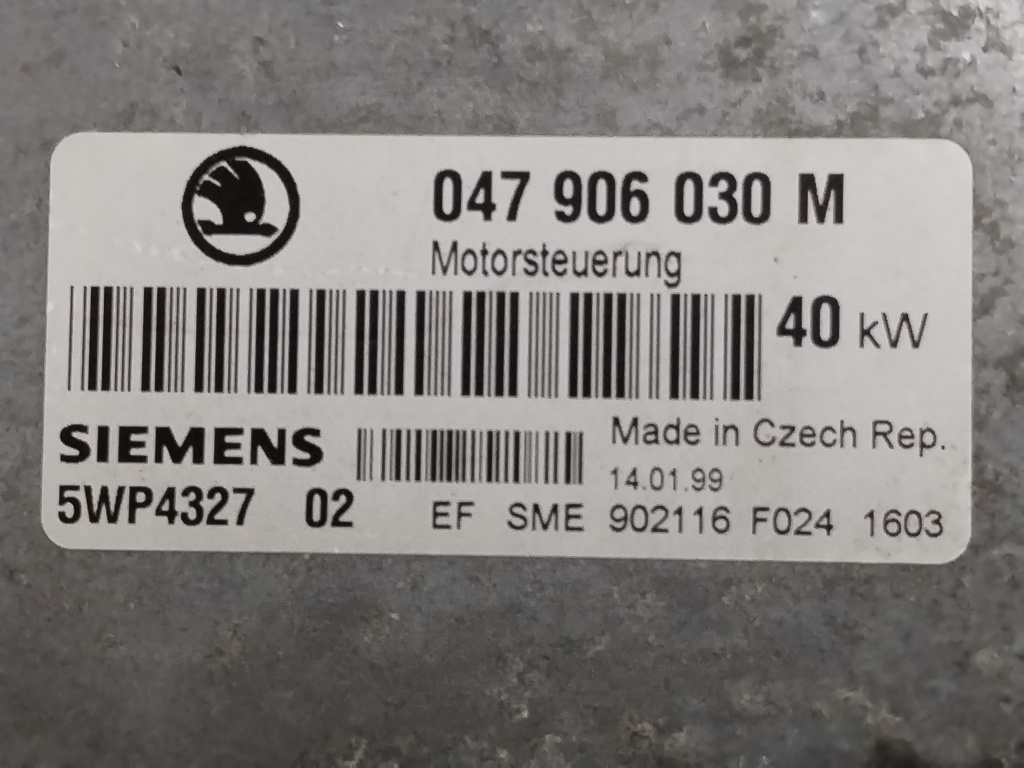 047 906 030 M
Motorsteuerung
40 kW
SIEMENS
Made in Czech Rep.
14.01.99
5WP4327 02 EF SME 902116 F024 1603